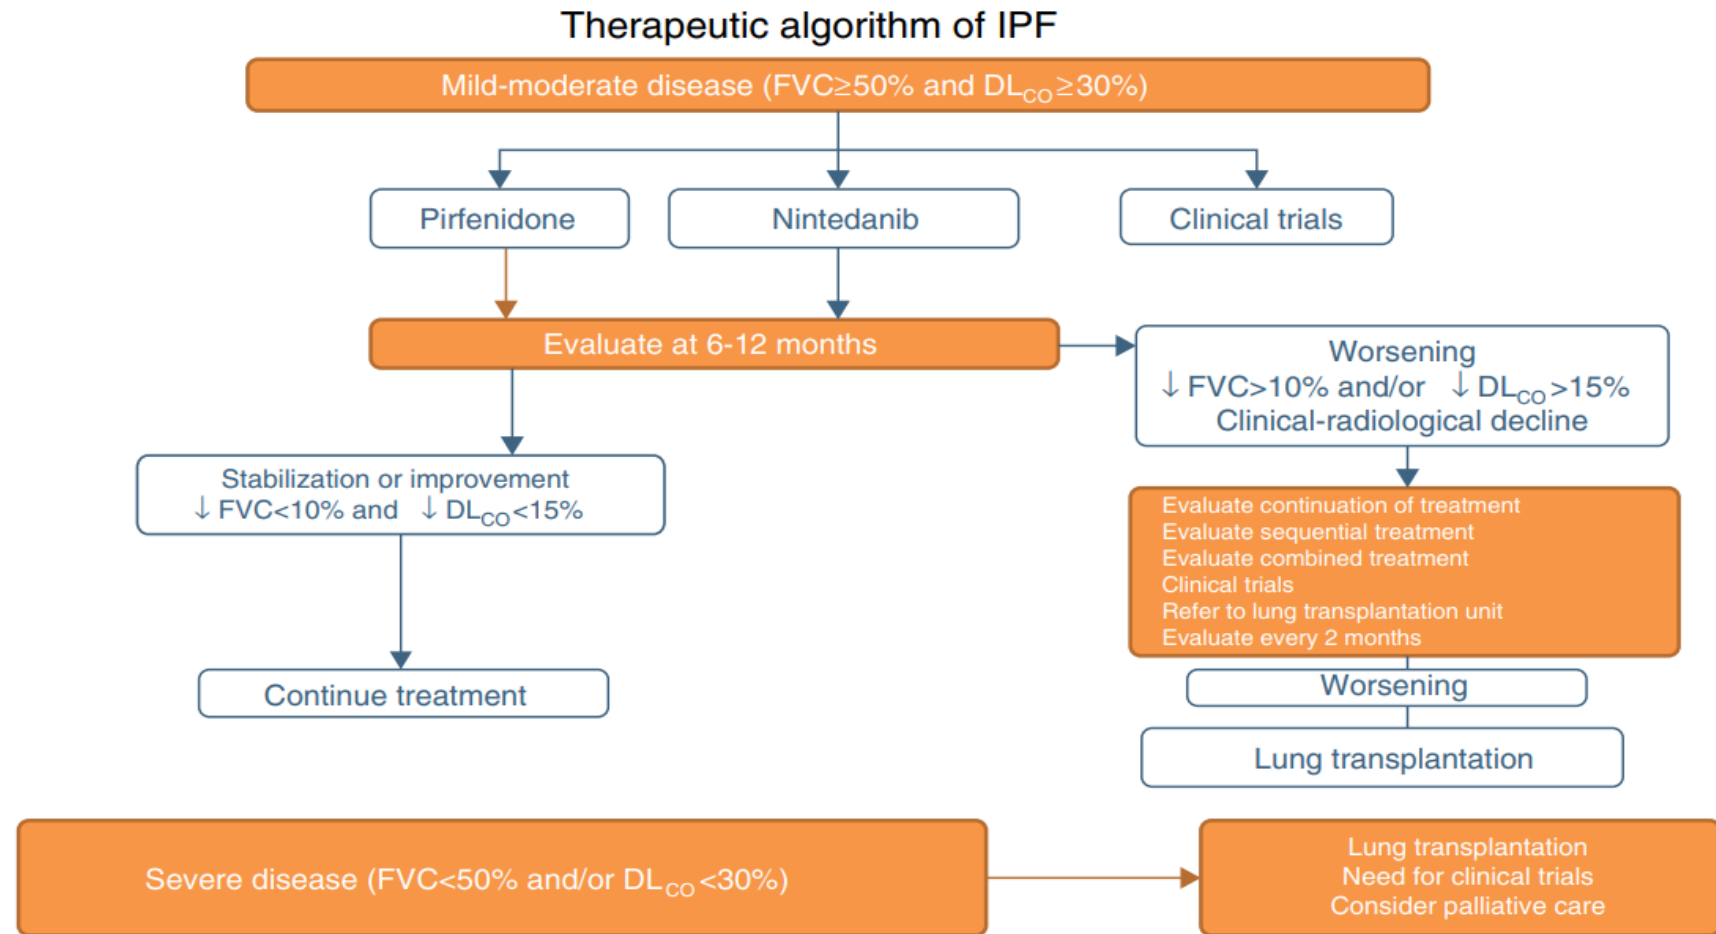 Therapeutic algorithm of IPF
Mild-moderate disease (FVC≥50% and DLCO≥30%)
Pirfenidone
Nintedanib
Clinical trials
Evaluate at 6-12 months
Worsening
↓ FVC>10% and/or ↓ DLCO>15%
Clinical-radiological decline
Stabilization or improvement
↓ FVC<10% and ↓ DLCO<15%
Evaluate continuation of treatment
Evaluate sequential treatment
Evaluate combined treatment
Clinical trials
Refer to lung transplantation unit
Evaluate every 2 months
Continue treatment
Worsening
Lung transplantation
Severe disease (FVC<50% and/or DLCO<30%)
Lung transplantation
Need for clinical trials
Consider palliative care